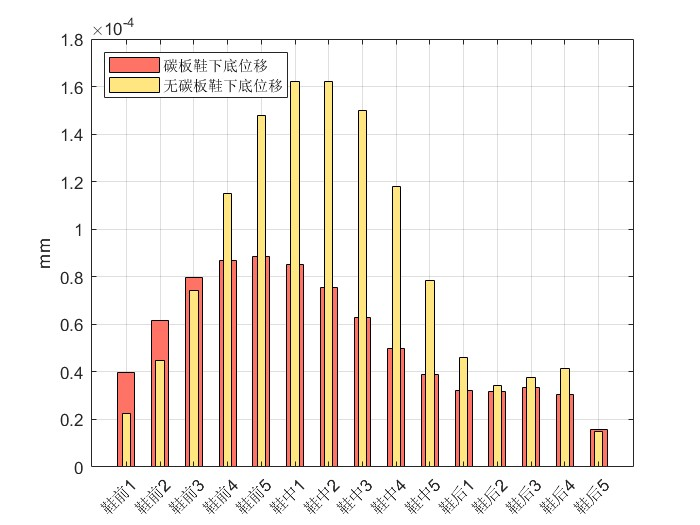 ×10-4
1.8
1.6
1.4
1.2
1
0.8
0.6
0.4
0.2
0
mm
碳板鞋下底位移
无碳板鞋下底位移
鞋前1
鞋前2
鞋前3
鞋前4
鞋前5
鞋中1
鞋中2
鞋中3
鞋中4
鞋中5
鞋后1
鞋后2
鞋后3
鞋后4
鞋后5